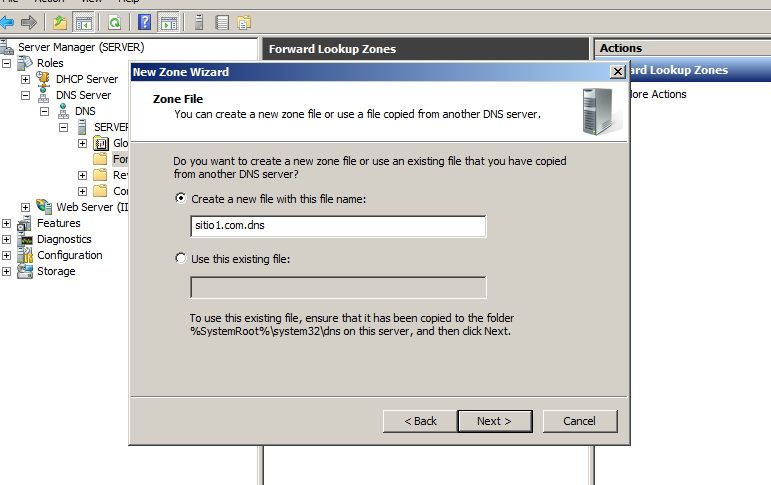 Action View Help
Server Manager (SERVER)
Roles
DHCP Server
DNS Server
DNS
SERVER
Glo
For
Rev
Co
Web Server (II
Features
Diagnostics
Configuration
Storage
Forward Lookup Zones
Actions
ard Lookup Zones
ore Actions
New Zone Wizard
Zone File
You can create a new zone file or use a file copied from another DNS server.
Do you want to create a new zone file or use an existing file that you have copied
from another DNS server?
Create a new file with this file name:
sitio1.com.dns
Use this existing file:
To use this existing file, ensure that it has been copied to the folder
%SystemRoot%\system32\dns on this server, and then click Next.
< Back
Next >
Cancel